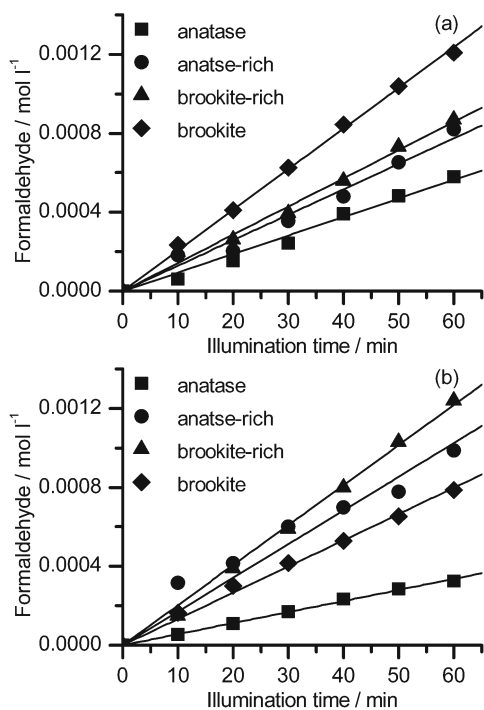 (a)
anatase
anatse-rich
brookite-rich
brookite
Formaldehyde / mol l⁻¹
0.0012
0.0008
0.0004
0.0000
0 10 20 30 40 50 60
Illumination time / min
(b)
anatase
anatse-rich
brookite-rich
brookite
Formaldehyde / mol l⁻¹
0.0012
0.0008
0.0004
0.0000
0 10 20 30 40 50 60
Illumination time / min